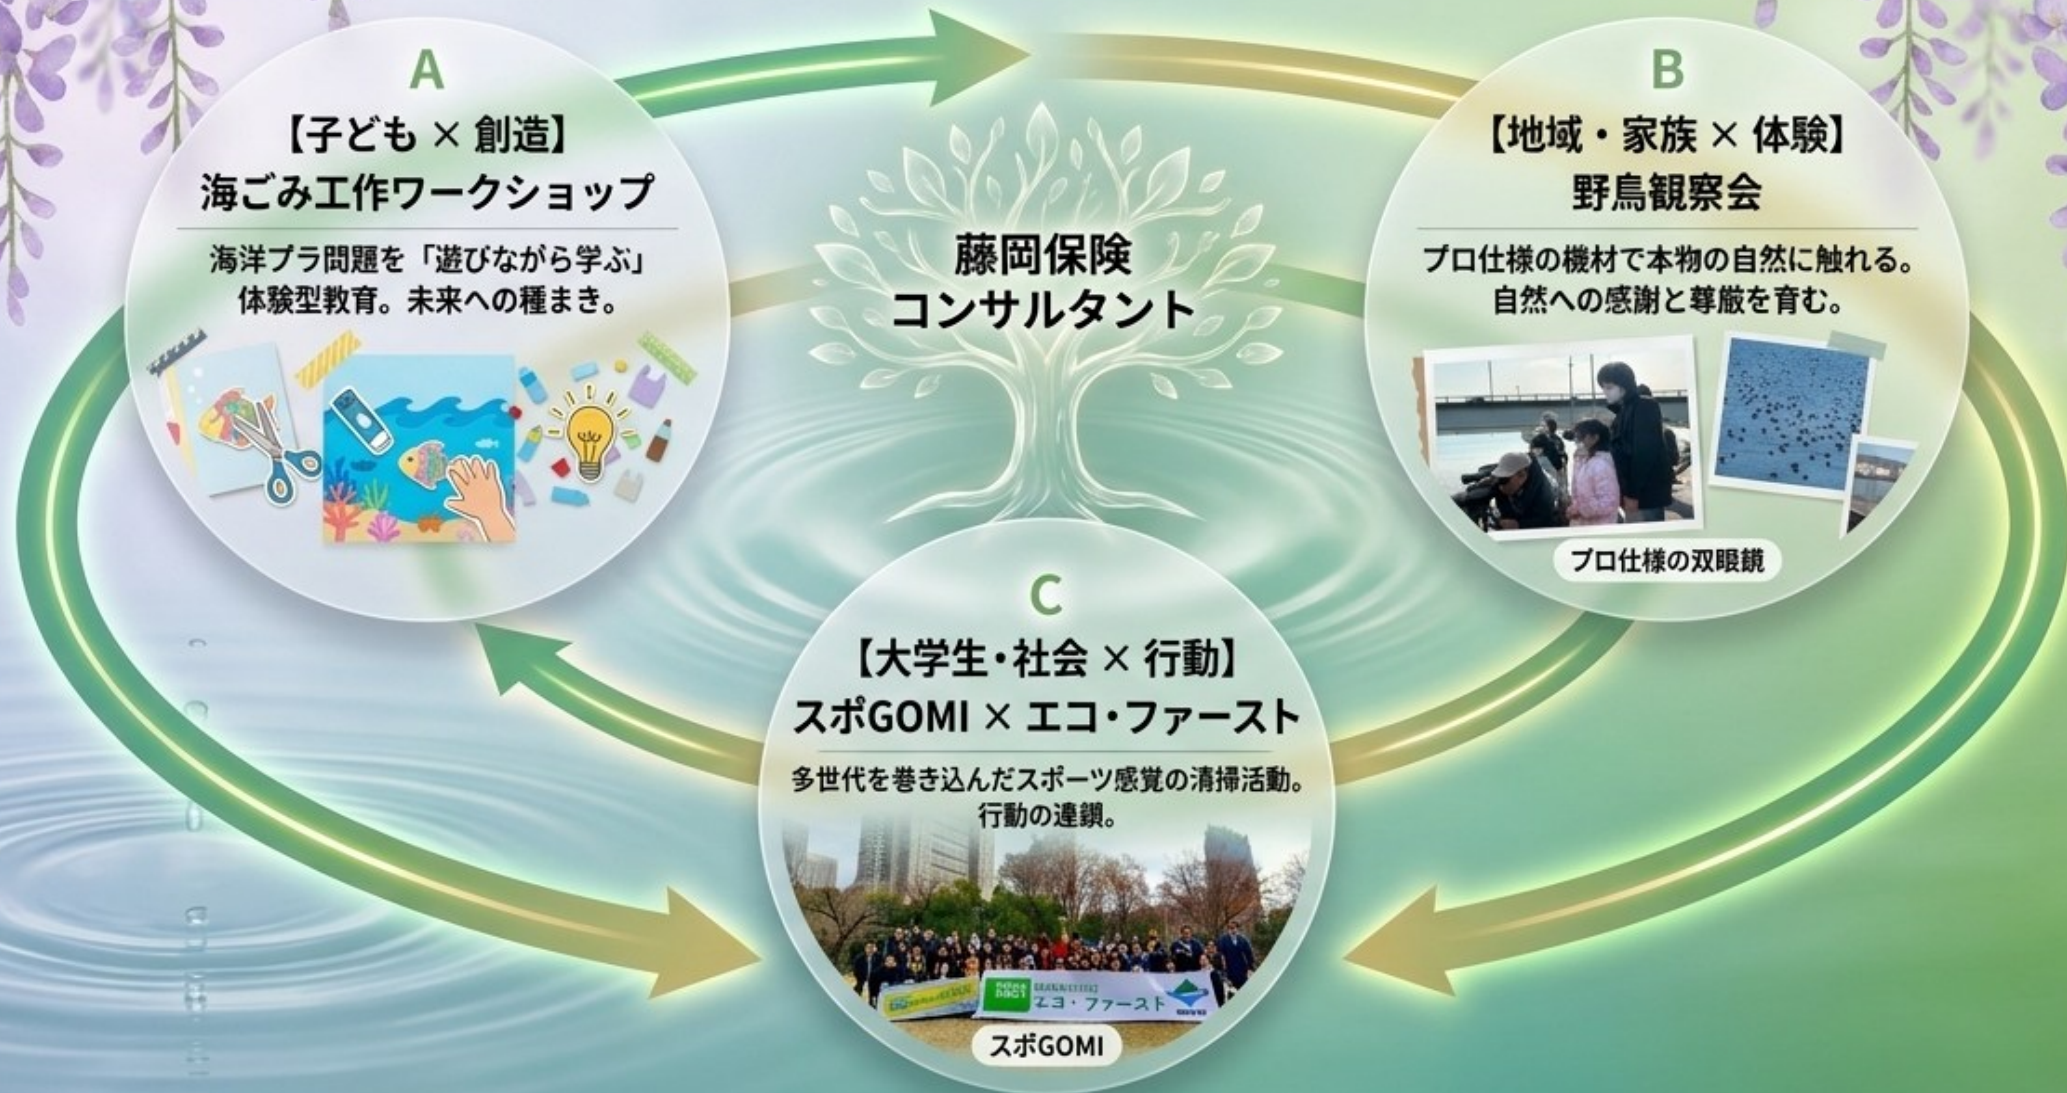 A
【子ども × 創造】
海ごみ工作ワークショップ
海洋プラ問題を「遊びながら学ぶ」
体験型教育。未来への種まき。
藤岡保険
コンサルタント
B
【地域・家族 × 体験】
野鳥観察会
プロ仕様の機材で本物の自然に触れる。
自然への感謝と尊厳を育む。
プロ仕様の双眼鏡
C
【大学生・社会 × 行動】
スポGOMI × エコ・ファースト
多世代を巻き込んだスポーツ感覚の清掃活動。
行動の連鎖。
エコ・ファースト
スポGOMI